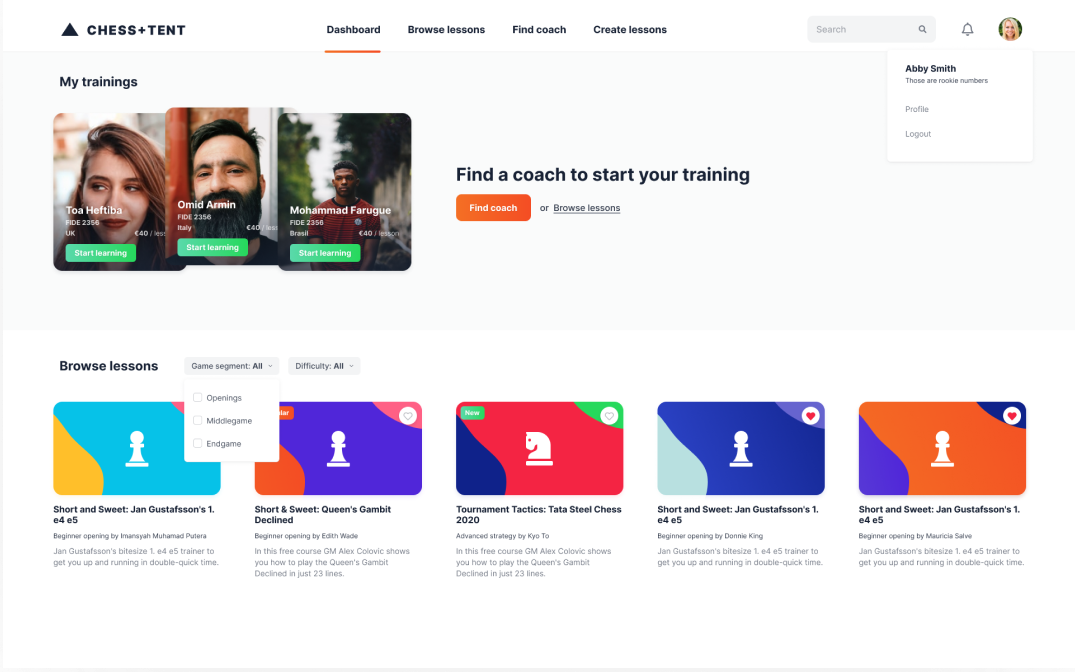 CHESS+TENT
Dashboard
Browse lessons
Find coach
Create lessons
Search
Abby Smith
Those are rookie numbers
Profile
Logout
My trainings
Toa Heftiba
FIDE 2356
UK
€40 / less
Start learning
Omid Armin
FIDE 2356
Italy
€40 / less
Start learning
Mohammad Farugue
FIDE 2356
Brasil
€40 / lesson
Start learning
Find a coach to start your training
Find coach
or Browse lessons
Browse lessons
Game segment: All
Difficulty: All
Openings
Middlegame
Endgame
lar
New
Short and Sweet: Jan Gustafsson's 1.
e4 e5
Beginner opening by Imansyah Muhamad Putera
Jan Gustafsson's bitesize 1. e4 e5 trainer to
get you up and running in double-quick time.
Short & Sweet: Queen's Gambit
Declined
Beginner opening by Edith Wade
In this free course GM Alex Colovic shows
you how to play the Queen's Gambit
Declined in just 23 lines.
Tournament Tactics: Tata Steel Chess
2020
Advanced strategy by Kyo To
In this free course GM Alex Colovic shows
you how to play the Queen's Gambit
Declined in just 23 lines.
Short and Sweet: Jan Gustafsson's 1.
e4 e5
Beginner opening by Donnie King
Jan Gustafsson's bitesize 1. e4 e5 trainer to
get you up and running in double-quick time.
Short and Sweet: Jan Gustafsson's 1.
e4 e5
Beginner opening by Mauricia Salve
Jan Gustafsson's bitesize 1. e4 e5 trainer to
get you up and running in double-quick time.